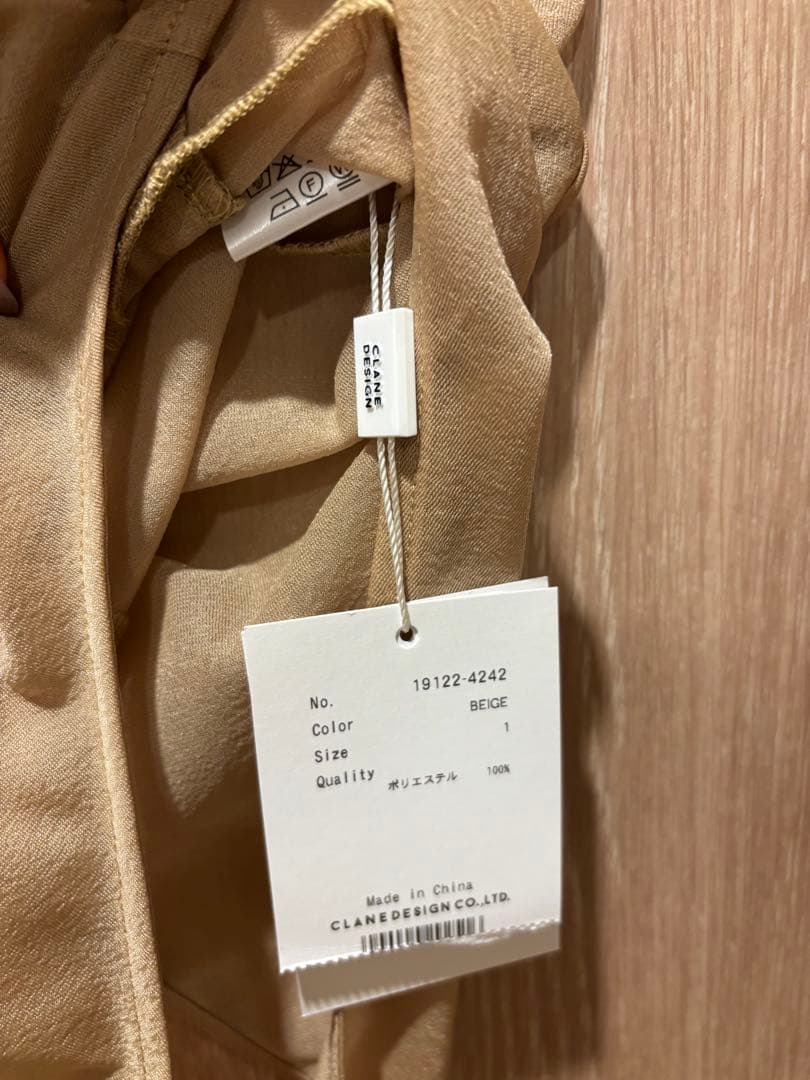 CLANE
DESIGN
F
No. 19122-4242
Color BEIGE
Size 1
Quality ポリエステル 100%
Made in China
CLANE DESIGN CO.,LTD.